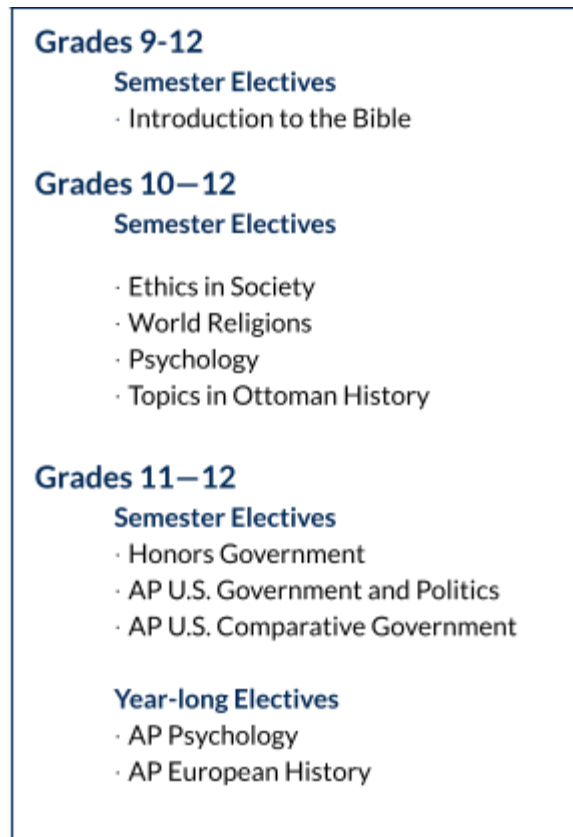 Grades 9-12
Semester Electives
· Introduction to the Bible
Grades 10—12
Semester Electives
· Ethics in Society
· World Religions
· Psychology
· Topics in Ottoman History
Grades 11—12
Semester Electives
· Honors Government
· AP U.S. Government and Politics
· AP U.S. Comparative Government
Year-long Electives
· AP Psychology
· AP European History